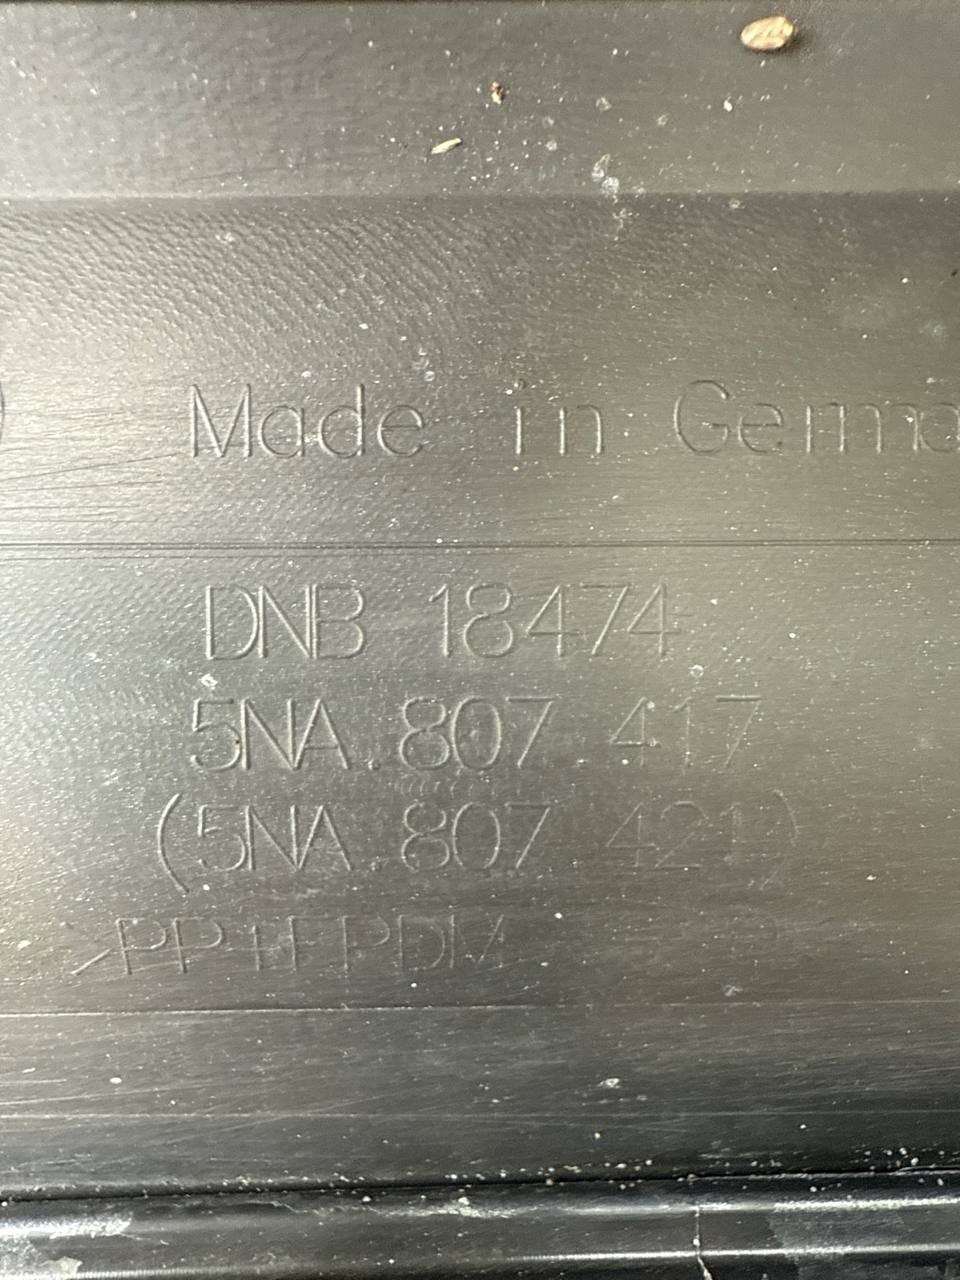 Made in Germa
DNB 18474
5NA.807.417
(5NA.807.421)
>PP+EPDM